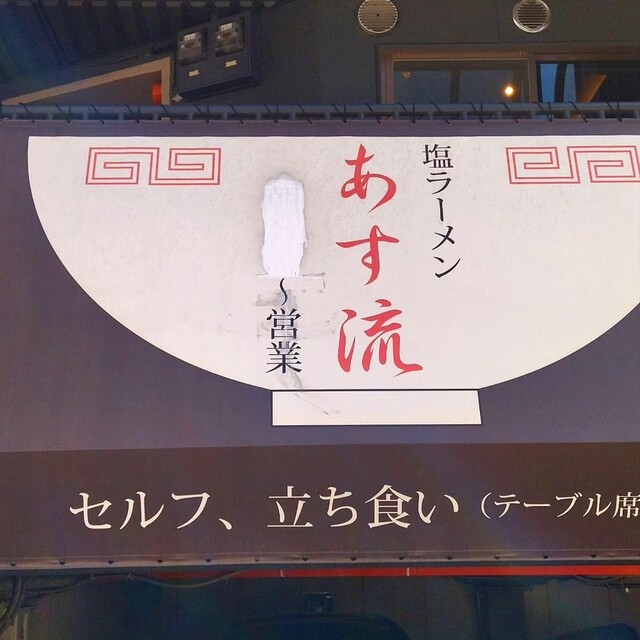 塩ラーメン
あす流
～営業
セルフ、立ち食い（テーブル席